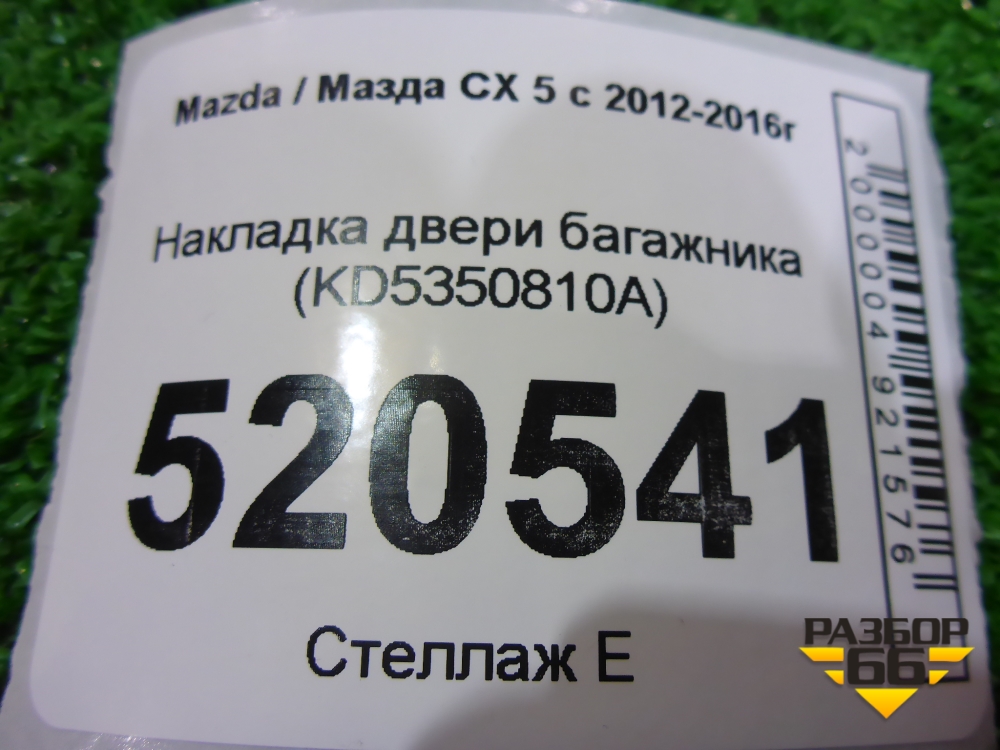 Mazda / Мазда CX 5 с 2012-2016г
Накладка двери багажника
(KD5350810A)
520541
Стеллаж Е
2000004921576
РАЗБОР
66